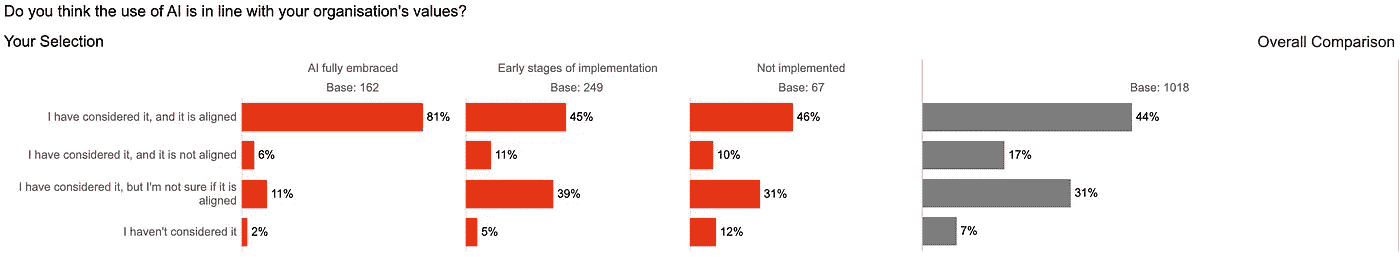 Do you think the use of AI is in line with your organisation's values?
Your Selection
Overall Comparison
AI fully embraced
Early stages of implementation
Not implemented
Base: 162
Base: 249
Base: 67
Base: 1018
I have considered it, and it is aligned
81%
45%
46%
44%
I have considered it, and it is not aligned
6%
11%
10%
17%
I have considered it, but I'm not sure if it is
aligned
11%
39%
31%
31%
I haven't considered it
2%
5%
12%
7%